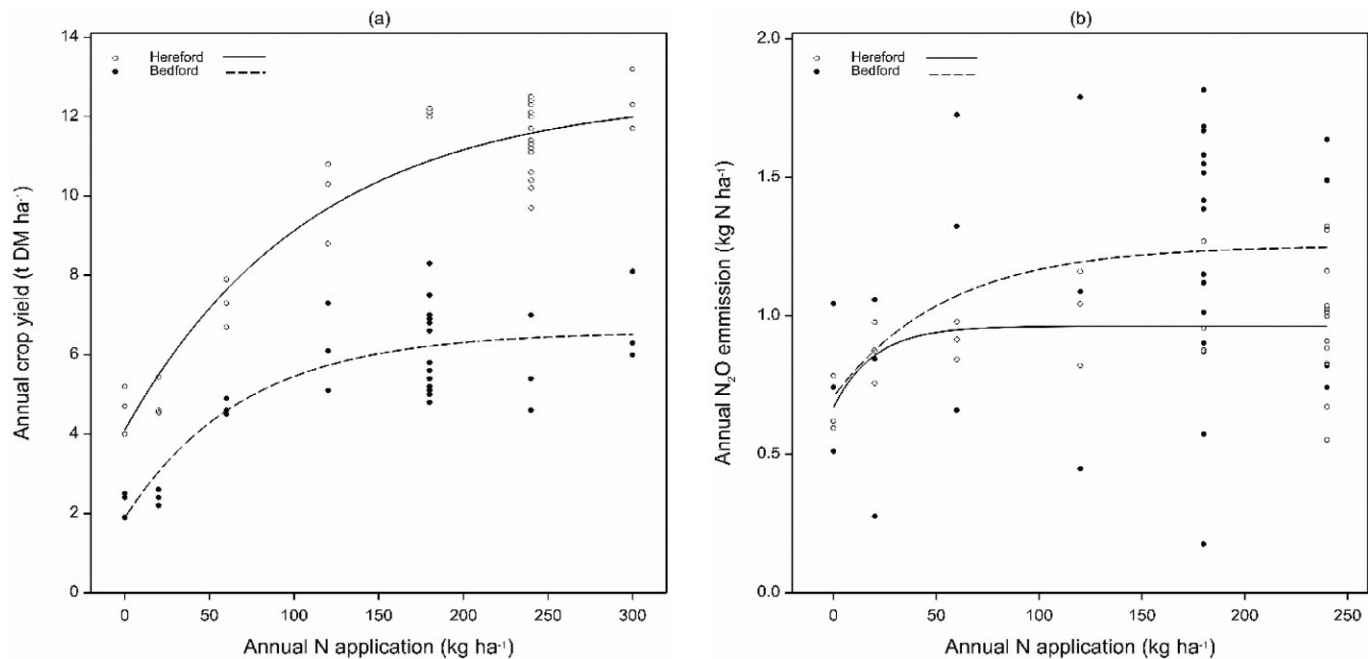 (a)
14
12
10
8
6
4
2
0
Hereford
Bedford
Annual crop yield (t DM ha⁻¹)
0 50 100 150 200 250 300
Annual N application (kg ha⁻¹)
(b)
2.0
1.5
1.0
0.5
0.0
Hereford
Bedford
Annual N₂O emmission (kg N ha⁻¹)
0 50 100 150 200 250
Annual N application (kg ha⁻¹)